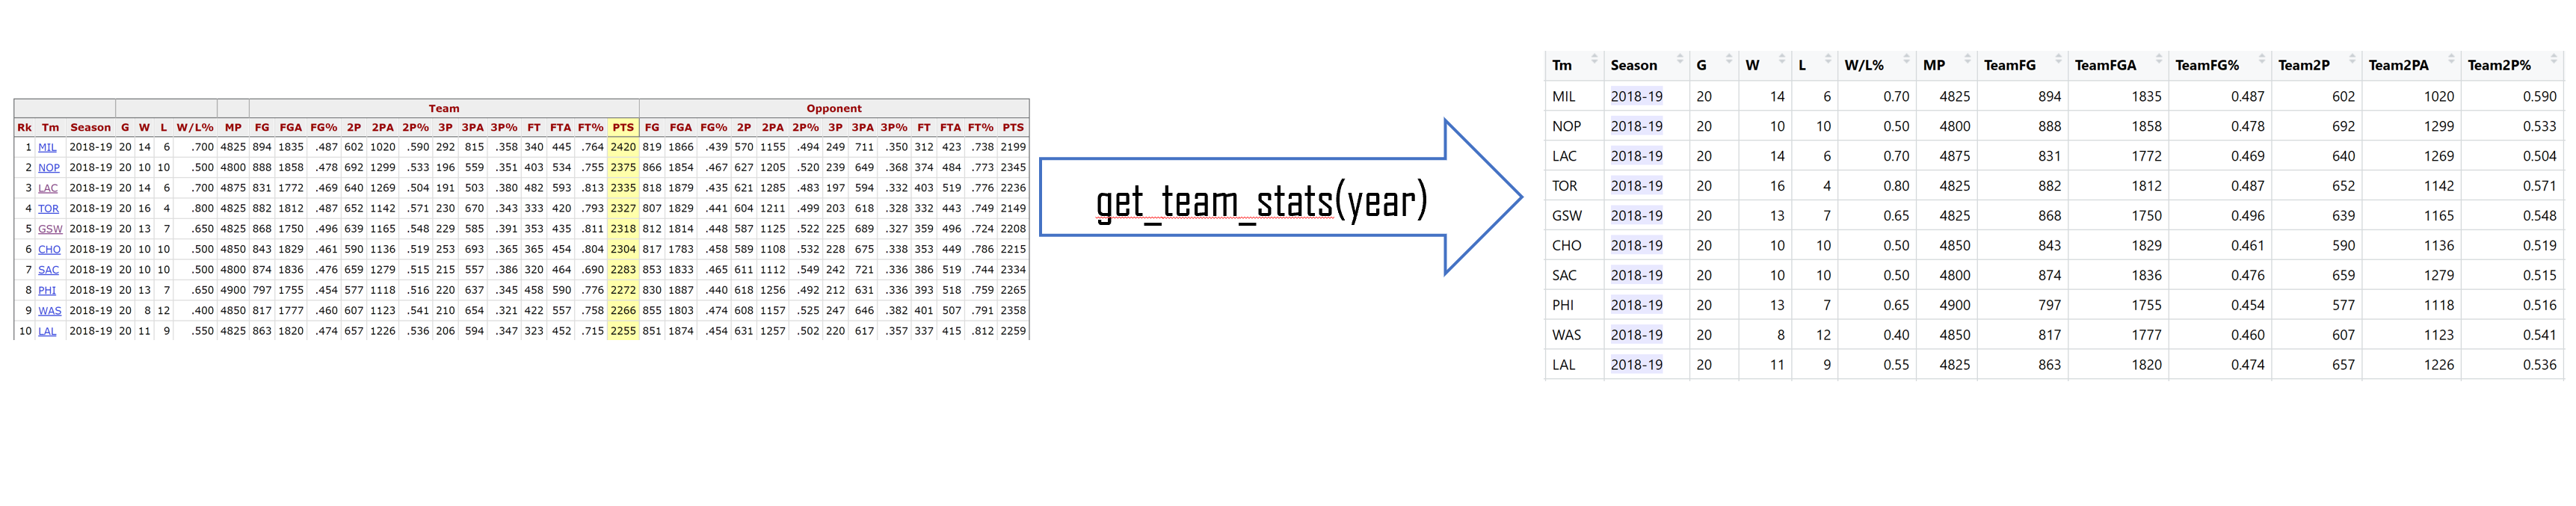 Team Opponent
Rk Tm Season G W L W/L% MP FG FGA FG% 2P 2PA 2P% 3P 3PA 3P% FT FTA FT% PTS FG FGA FG% 2P 2PA 2P% 3P 3PA 3P% FT FTA FT% PTS
1 MIL 2018-19 20 14 6 .700 4825 894 1835 .487 602 1020 .590 292 815 .358 340 445 .764 2420 819 1866 .439 570 1155 .494 249 711 .350 312 423 .738 2199
2 NOP 2018-19 20 10 10 .500 4800 888 1858 .478 692 1299 .533 196 559 .351 403 534 .755 2375 866 1854 .467 627 1205 .520 239 649 .368 374 484 .773 2345
3 LAC 2018-19 20 14 6 .700 4875 831 1772 .469 640 1269 .504 191 503 .380 482 593 .813 2335 818 1879 .435 621 1285 .483 197 594 .332 403 519 .776 2236
4 TOR 2018-19 20 16 4 .800 4825 882 1812 .487 652 1142 .571 230 670 .343 333 420 .793 2327 807 1829 .441 604 1211 .499 203 618 .328 332 443 .749 2149
5 GSW 2018-19 20 13 7 .650 4825 868 1750 .496 639 1165 .548 229 585 .391 353 435 .811 2318 812 1814 .448 587 1125 .522 225 689 .327 359 496 .724 2208
6 CHO 2018-19 20 10 10 .500 4850 843 1829 .461 590 1136 .519 253 693 .365 365 454 .804 2304 817 1783 .458 589 1108 .532 228 675 .338 353 449 .786 2215
7 SAC 2018-19 20 10 10 .500 4800 874 1836 .476 659 1279 .515 215 557 .386 320 464 .690 2283 853 1833 .465 611 1112 .549 242 721 .336 386 519 .744 2334
8 PHI 2018-19 20 13 7 .650 4900 797 1755 .454 577 1118 .516 220 637 .345 458 590 .776 2272 830 1887 .440 618 1256 .492 212 631 .336 393 518 .759 2265
9 WAS 2018-19 20 8 12 .400 4850 817 1777 .460 607 1123 .541 210 654 .321 422 557 .758 2266 855 1803 .474 608 1157 .525 247 646 .382 401 507 .791 2358
10 LAL 2018-19 20 11 9 .550 4825 863 1820 .474 657 1226 .536 206 594 .347 323 452 .715 2255 851 1874 .454 631 1257 .502 220 617 .357 337 415 .812 2259
get_team_stats(year)
Tm Season G W L W/L% MP TeamFG TeamFGA TeamFG% Team2P Team2PA Team2P%
MIL 2018-19 20 14 6 0.70 4825 894 1835 0.487 602 1020 0.590
NOP 2018-19 20 10 10 0.50 4800 888 1858 0.478 692 1299 0.533
LAC 2018-19 20 14 6 0.70 4875 831 1772 0.469 640 1269 0.504
TOR 2018-19 20 16 4 0.80 4825 882 1812 0.487 652 1142 0.571
GSW 2018-19 20 13 7 0.65 4825 868 1750 0.496 639 1165 0.548
CHO 2018-19 20 10 10 0.50 4850 843 1829 0.461 590 1136 0.519
SAC 2018-19 20 10 10 0.50 4800 874 1836 0.476 659 1279 0.515
PHI 2018-19 20 13 7 0.65 4900 797 1755 0.454 577 1118 0.516
WAS 2018-19 20 8 12 0.40 4850 817 1777 0.460 607 1123 0.541
LAL 2018-19 20 11 9 0.55 4825 863 1820 0.474 657 1226 0.536